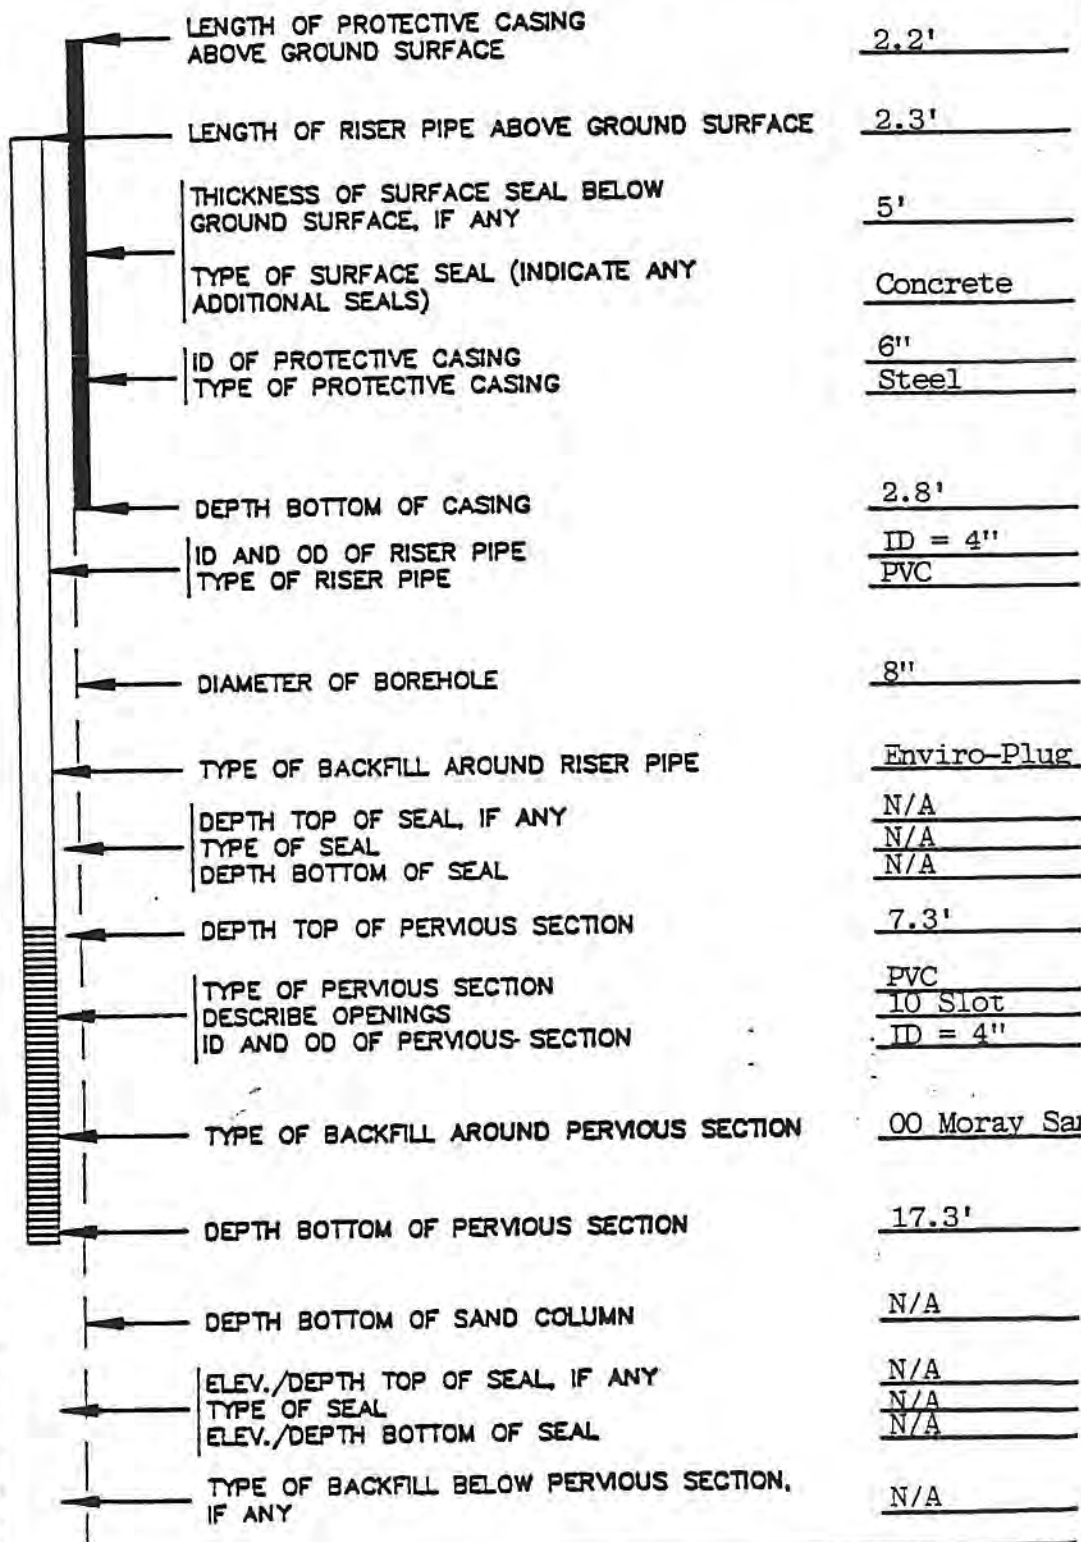 LENGTH OF PROTECTIVE CASING
ABOVE GROUND SURFACE 2.2'
LENGTH OF RISER PIPE ABOVE GROUND SURFACE 2.3'
THICKNESS OF SURFACE SEAL BELOW
GROUND SURFACE, IF ANY 5'
TYPE OF SURFACE SEAL (INDICATE ANY
ADDITIONAL SEALS) Concrete
ID OF PROTECTIVE CASING 6"
TYPE OF PROTECTIVE CASING Steel
DEPTH BOTTOM OF CASING 2.8'
ID AND OD OF RISER PIPE ID = 4"
TYPE OF RISER PIPE PVC
DIAMETER OF BOREHOLE 8"
TYPE OF BACKFILL AROUND RISER PIPE Enviro-Plug
DEPTH TOP OF SEAL, IF ANY N/A
TYPE OF SEAL N/A
DEPTH BOTTOM OF SEAL N/A
DEPTH TOP OF PERVIOUS SECTION 7.3'
TYPE OF PERVIOUS SECTION PVC
DESCRIBE OPENINGS 10 Slot
ID AND OD OF PERVIOUS SECTION ID = 4"
TYPE OF BACKFILL AROUND PERVIOUS SECTION 00 Moray
DEPTH BOTTOM OF PERVIOUS SECTION 17.3'
DEPTH BOTTOM OF SAND COLUMN N/A
ELEV./DEPTH TOP OF SEAL, IF ANY N/A
TYPE OF SEAL N/A
ELEV./DEPTH BOTTOM OF SEAL N/A
TYPE OF BACKFILL BELOW PERVIOUS SECTION,
IF ANY N/A